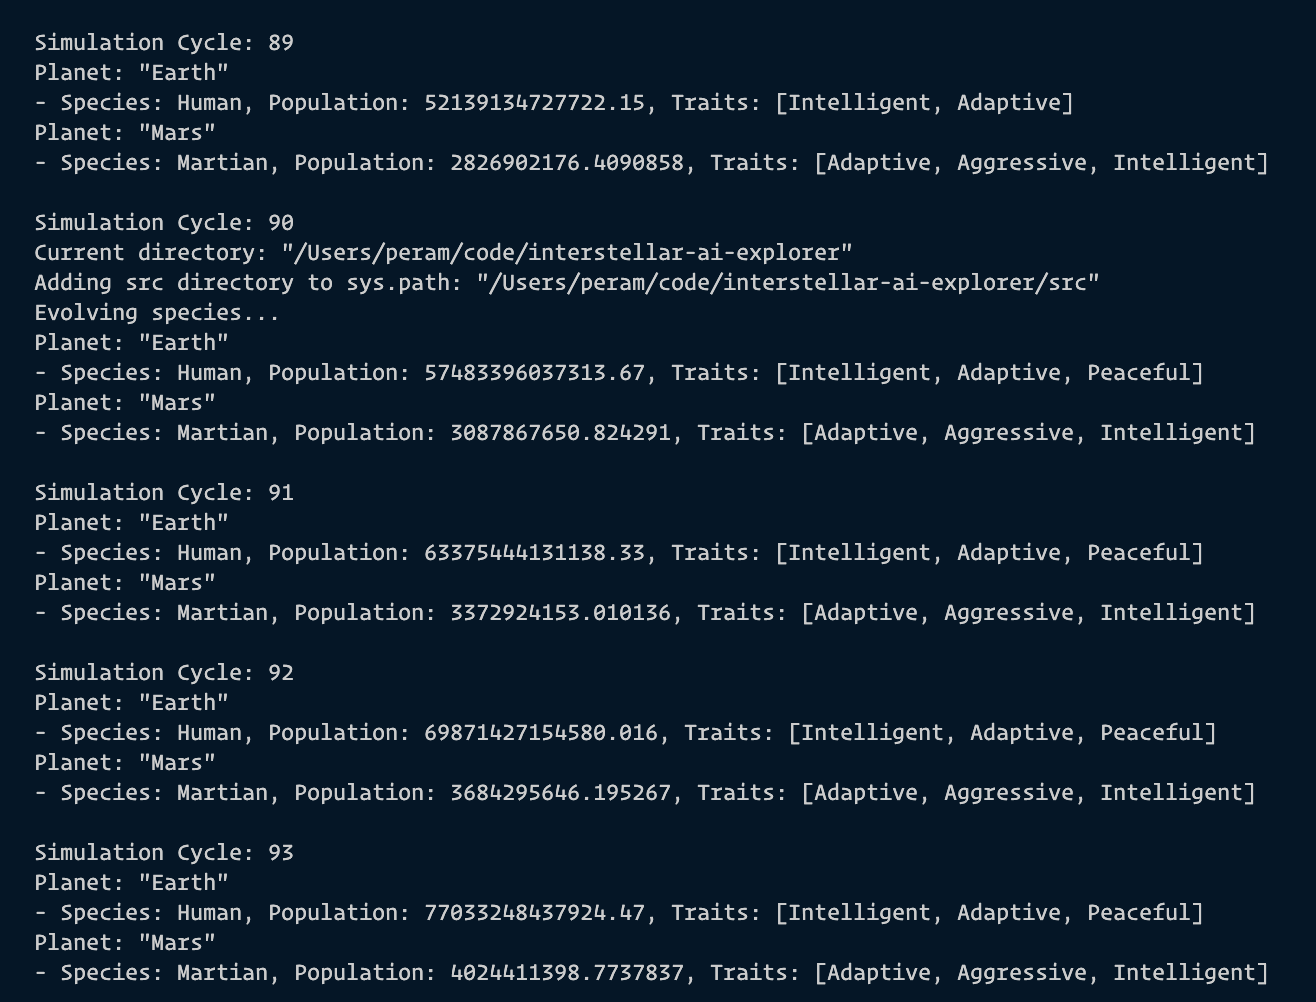 Simulation Cycle: 89
Planet: "Earth"
- Species: Human, Population: 52139134727722.15, Traits: [Intelligent, Adaptive]
Planet: "Mars"
- Species: Martian, Population: 2826902176.4090858, Traits: [Adaptive, Aggressive, Intelligent]
Simulation Cycle: 90
Current directory: "/Users/peram/code/interstellar-ai-explorer"
Adding src directory to sys.path: "/Users/peram/code/interstellar-ai-explorer/src"
Evolving species...
Planet: "Earth"
- Species: Human, Population: 57483396037313.67, Traits: [Intelligent, Adaptive, Peaceful]
Planet: "Mars"
- Species: Martian, Population: 3087867650.824291, Traits: [Adaptive, Aggressive, Intelligent]
Simulation Cycle: 91
Planet: "Earth"
- Species: Human, Population: 63375444131138.33, Traits: [Intelligent, Adaptive, Peaceful]
Planet: "Mars"
- Species: Martian, Population: 3372924153.010136, Traits: [Adaptive, Aggressive, Intelligent]
Simulation Cycle: 92
Planet: "Earth"
- Species: Human, Population: 69871427154580.016, Traits: [Intelligent, Adaptive, Peaceful]
Planet: "Mars"
- Species: Martian, Population: 3684295646.195267, Traits: [Adaptive, Aggressive, Intelligent]
Simulation Cycle: 93
Planet: "Earth"
- Species: Human, Population: 77033248437924.47, Traits: [Intelligent, Adaptive, Peaceful]
Planet: "Mars"
- Species: Martian, Population: 4024411398.7737837, Traits: [Adaptive, Aggressive, Intelligent]